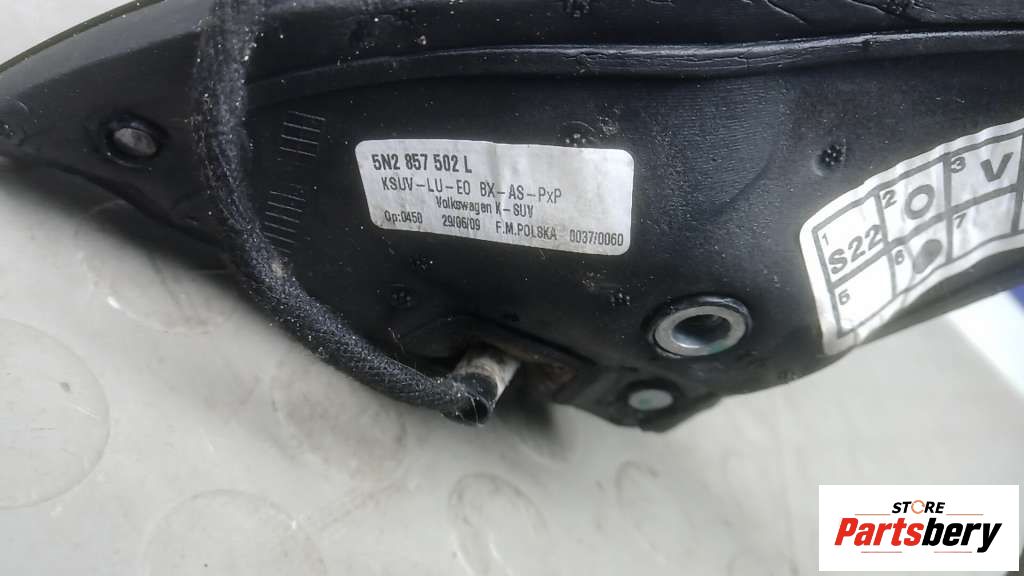 5N2 857 502 L
KSUV-LU-EO BX-AS-PxP
Volkswagen K-SUV
Op:0450 29/06/09 F.M.POLSKA 0037/0060
1 S22 2 O 3 V
5 6 7
STORE
Partsbery